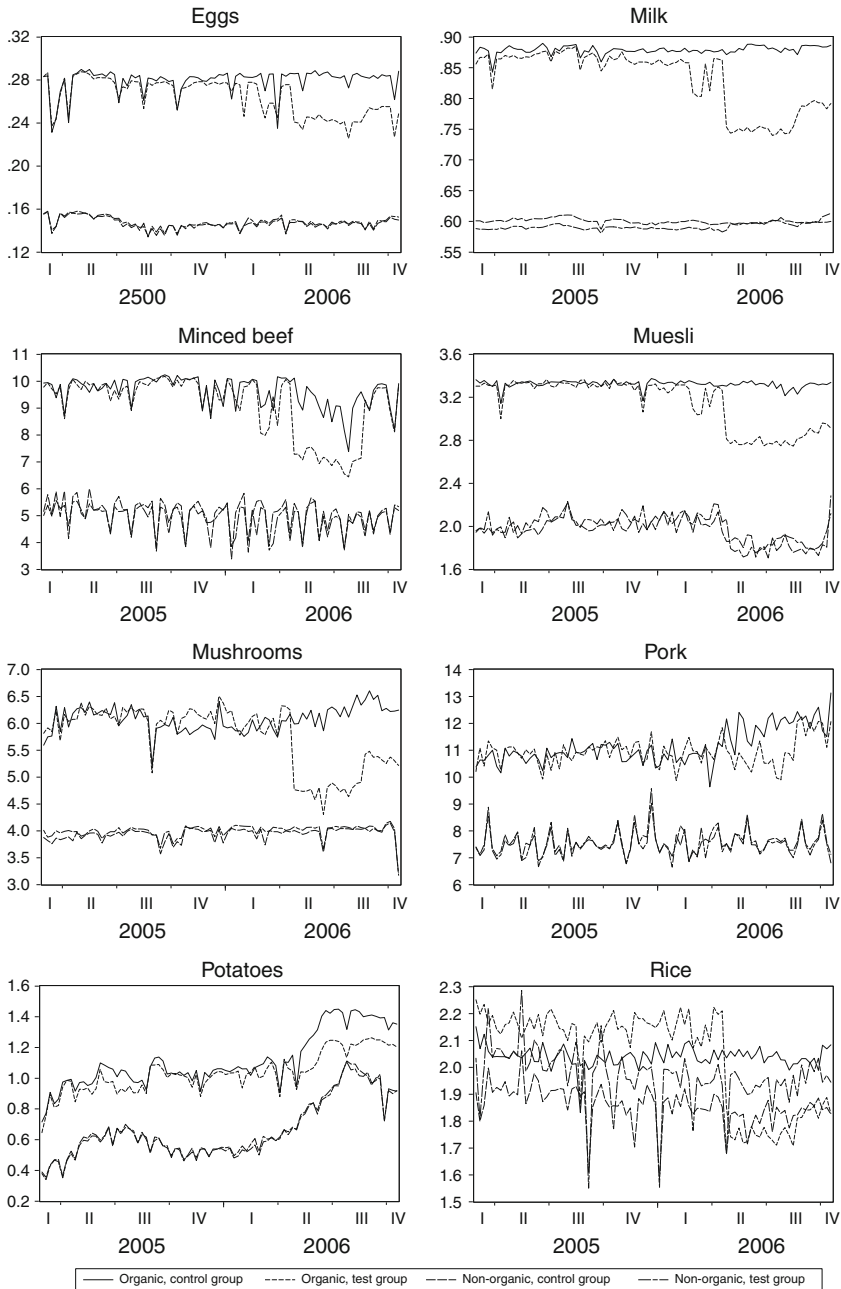 Eggs Milk
.32 .90
.28 .85
.80
.24 .75
.20 .70
.65
.16 .60
.12 .55
I II III IV I II III IV I II III IV I II III IV
2500 2006 2005 2006
Minced beef Muesli
11 3.6
10
9 3.2
8 2.8
7
6 2.4
5 2.0
4
3 1.6
I II III IV I II III IV I II III IV I II III IV
2005 2006 2005 2006
Mushrooms Pork
7.0 14
6.5 13
6.0 12
5.5 11
5.0 10
4.5 9
4.0 8
3.5 7
3.0 6
I II III IV I II III IV I II III IV I II III IV
2005 2006 2005 2006
Potatoes Rice
1.6 2.3
1.4 2.2
1.2 2.1
1.0 2.0
1.9
0.8 1.8
0.6 1.7
0.4 1.6
0.2 1.5
I II III IV I II III IV I II III IV I II III IV
2005 2006 2005 2006
Organic, control group Organic, test group Non-organic, control group Non-organic, test group